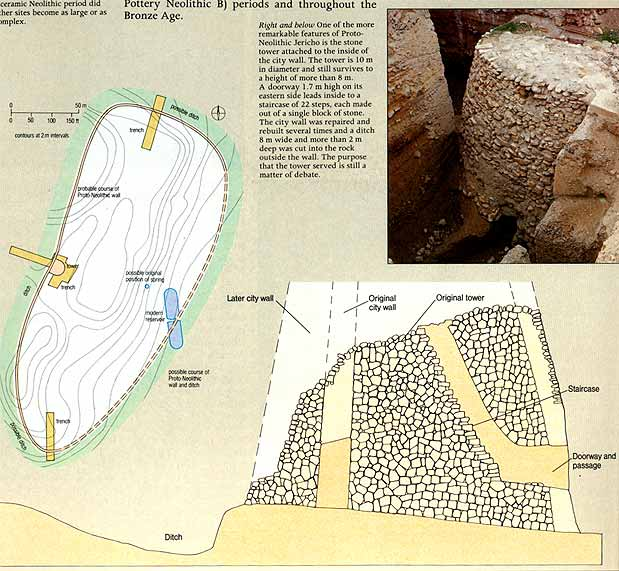 ceramic Neolithic period did
ther sites become as large or as
omplex.
Pottery Neolithic B) periods and throughout the
Bronze Age.
Right and below One of the more
remarkable features of Proto-
Neolithic Jericho is the stone
tower attached to the inside of
the city wall. The tower is 10 m
in diameter and still survives to
a height of more than 8 m.
A doorway 1.7 m high on its
eastern side leads inside to a
staircase of 22 steps, each made
out of a single block of stone.
The city wall was repaired and
rebuilt several times and a ditch
8 m wide and more than 2 m
deep was cut into the rock
outside the wall. The purpose
that the tower served is still a
matter of debate.
0 50 m
0 50 100 150 ft
contours at 2m intervals
possible ditch
trench
probable course of
Proto-Neolithic wall
tower
trench
ditch
possible original
position of spring
modern
reservoir
possible course of
Proto-Neolithic
wall and ditch
trench
possible ditch
Later city wall
Original
city wall
Original tower
Staircase
Doorway and
passage
Ditch